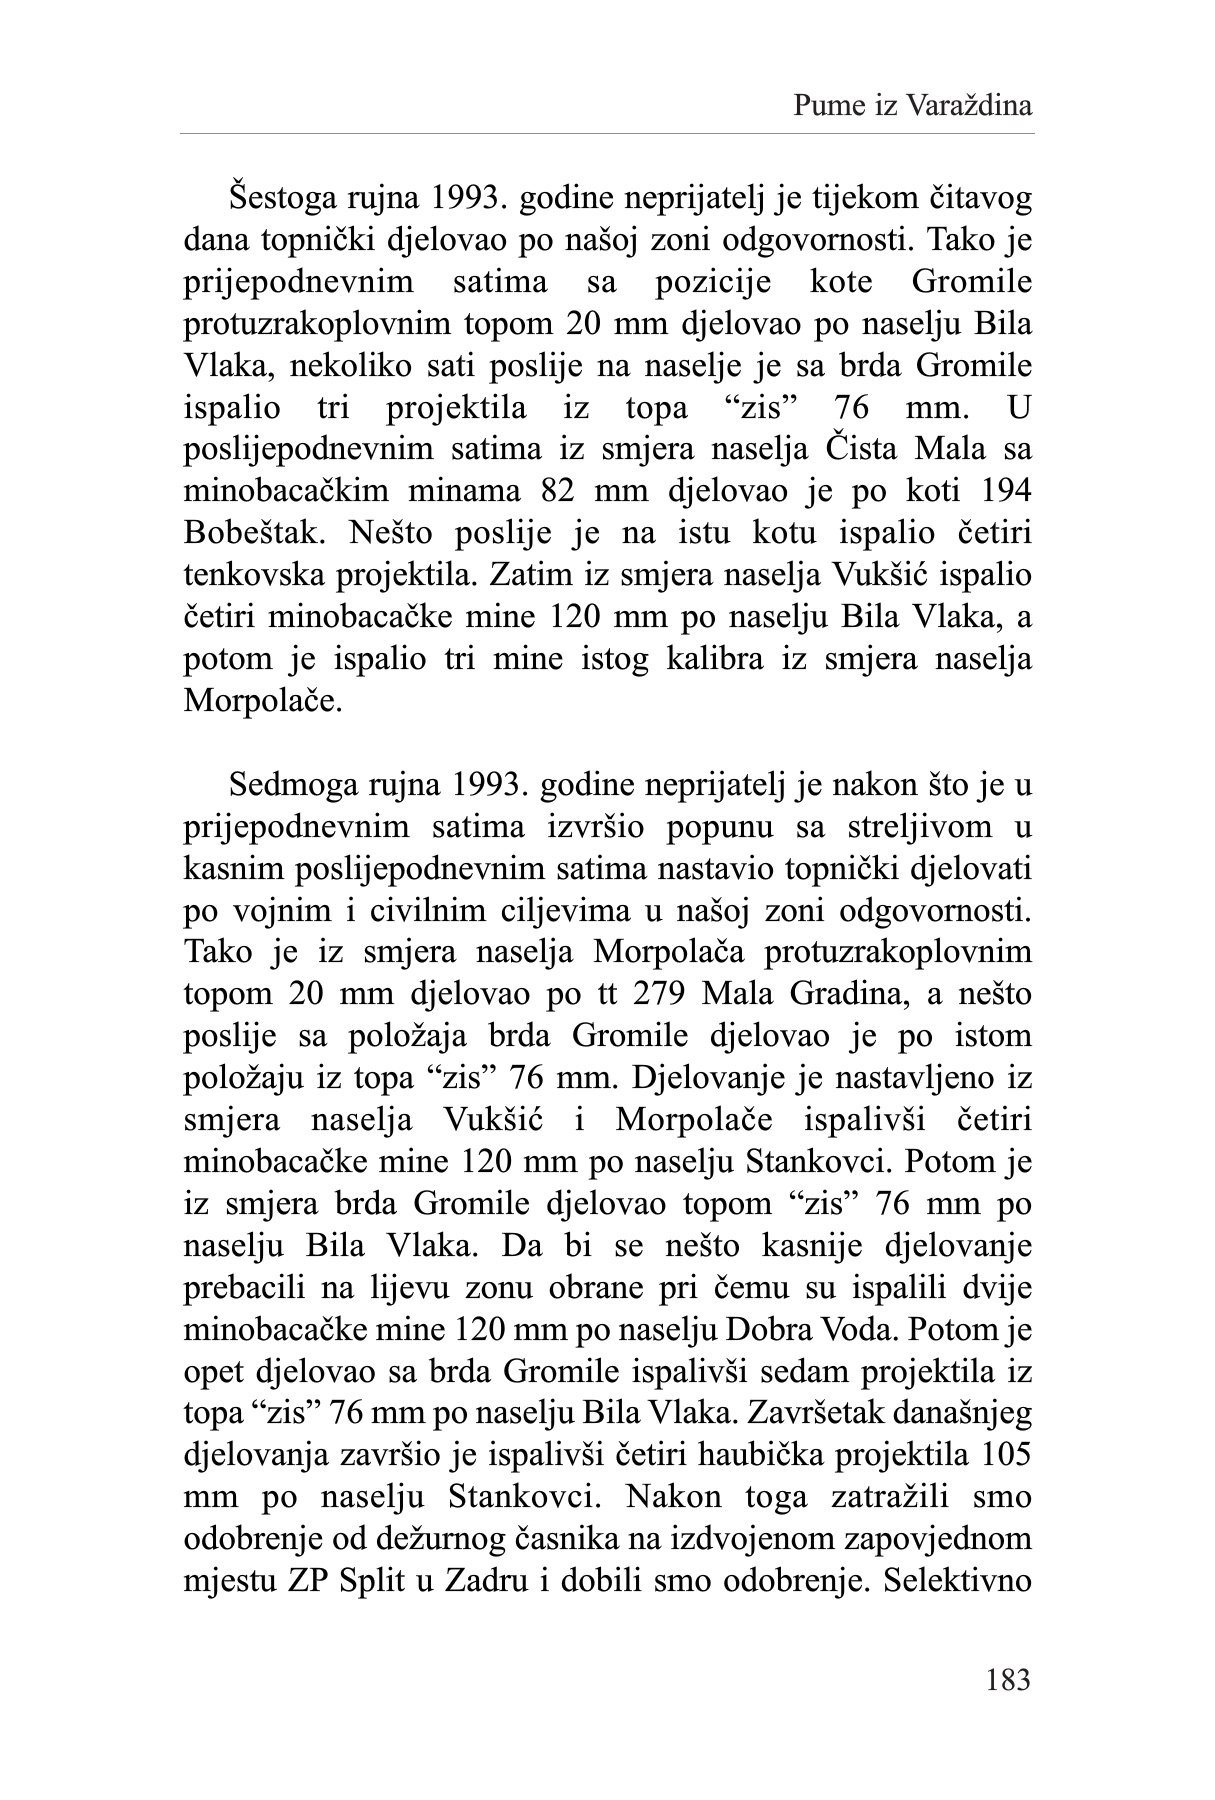 Pume iz Varaždina
Šestoga rujna 1993. godine neprijatelj je tijekom čitavog
dana topnički djelovao po našoj zoni odgovornosti. Tako je
prijepodnevnim satima sa pozicije kote Gromile
protuzrakoplovnim topom 20 mm djelovao po naselju Bila
Vlaka, nekoliko sati poslije na naselje je sa brda Gromile
ispalio tri projektila iz topa “zis” 76 mm. U
poslijepodnevnim satima iz smjera naselja Čista Mala sa
minobacačkim minama 82 mm djelovao je po koti 194
Bobeštak. Nešto poslije je na istu kotu ispalio četiri
tenkovska projektila. Zatim iz smjera naselja Vukšić ispalio
četiri minobacačke mine 120 mm po naselju Bila Vlaka, a
potom je ispalio tri mine istog kalibra iz smjera naselja
Morpolače.
Sedmoga rujna 1993. godine neprijatelj je nakon što je u
prijepodnevnim satima izvršio popunu sa streljivom u
kasnim poslijepodnevnim satima nastavio topnički djelovati
po vojnim i civilnim ciljevima u našoj zoni odgovornosti.
Tako je iz smjera naselja Morpolača protuzrakoplovnim
topom 20 mm djelovao po tt 279 Mala Gradina, a nešto
poslije sa položaja brda Gromile djelovao je po istom
položaju iz topa “zis” 76 mm. Djelovanje je nastavljeno iz
smjera naselja Vukšić i Morpolače ispalivši četiri
minobacačke mine 120 mm po naselju Stankovci. Potom je
iz smjera brda Gromile djelovao topom “zis” 76 mm po
naselju Bila Vlaka. Da bi se nešto kasnije djelovanje
prebacili na lijevu zonu obrane pri čemu su ispalili dvije
minobacačke mine 120 mm po naselju Dobra Voda. Potom je
opet djelovao sa brda Gromile ispalivši sedam projektila iz
topa “zis” 76 mm po naselju Bila Vlaka. Završetak današnjeg
djelovanja završio je ispalivši četiri haubička projektila 105
mm po naselju Stankovci. Nakon toga zatražili smo
odobrenje od dežurnog časnika na izdvojenom zapovjednom
mjestu ZP Split u Zadru i dobili smo odobrenje. Selektivno
183